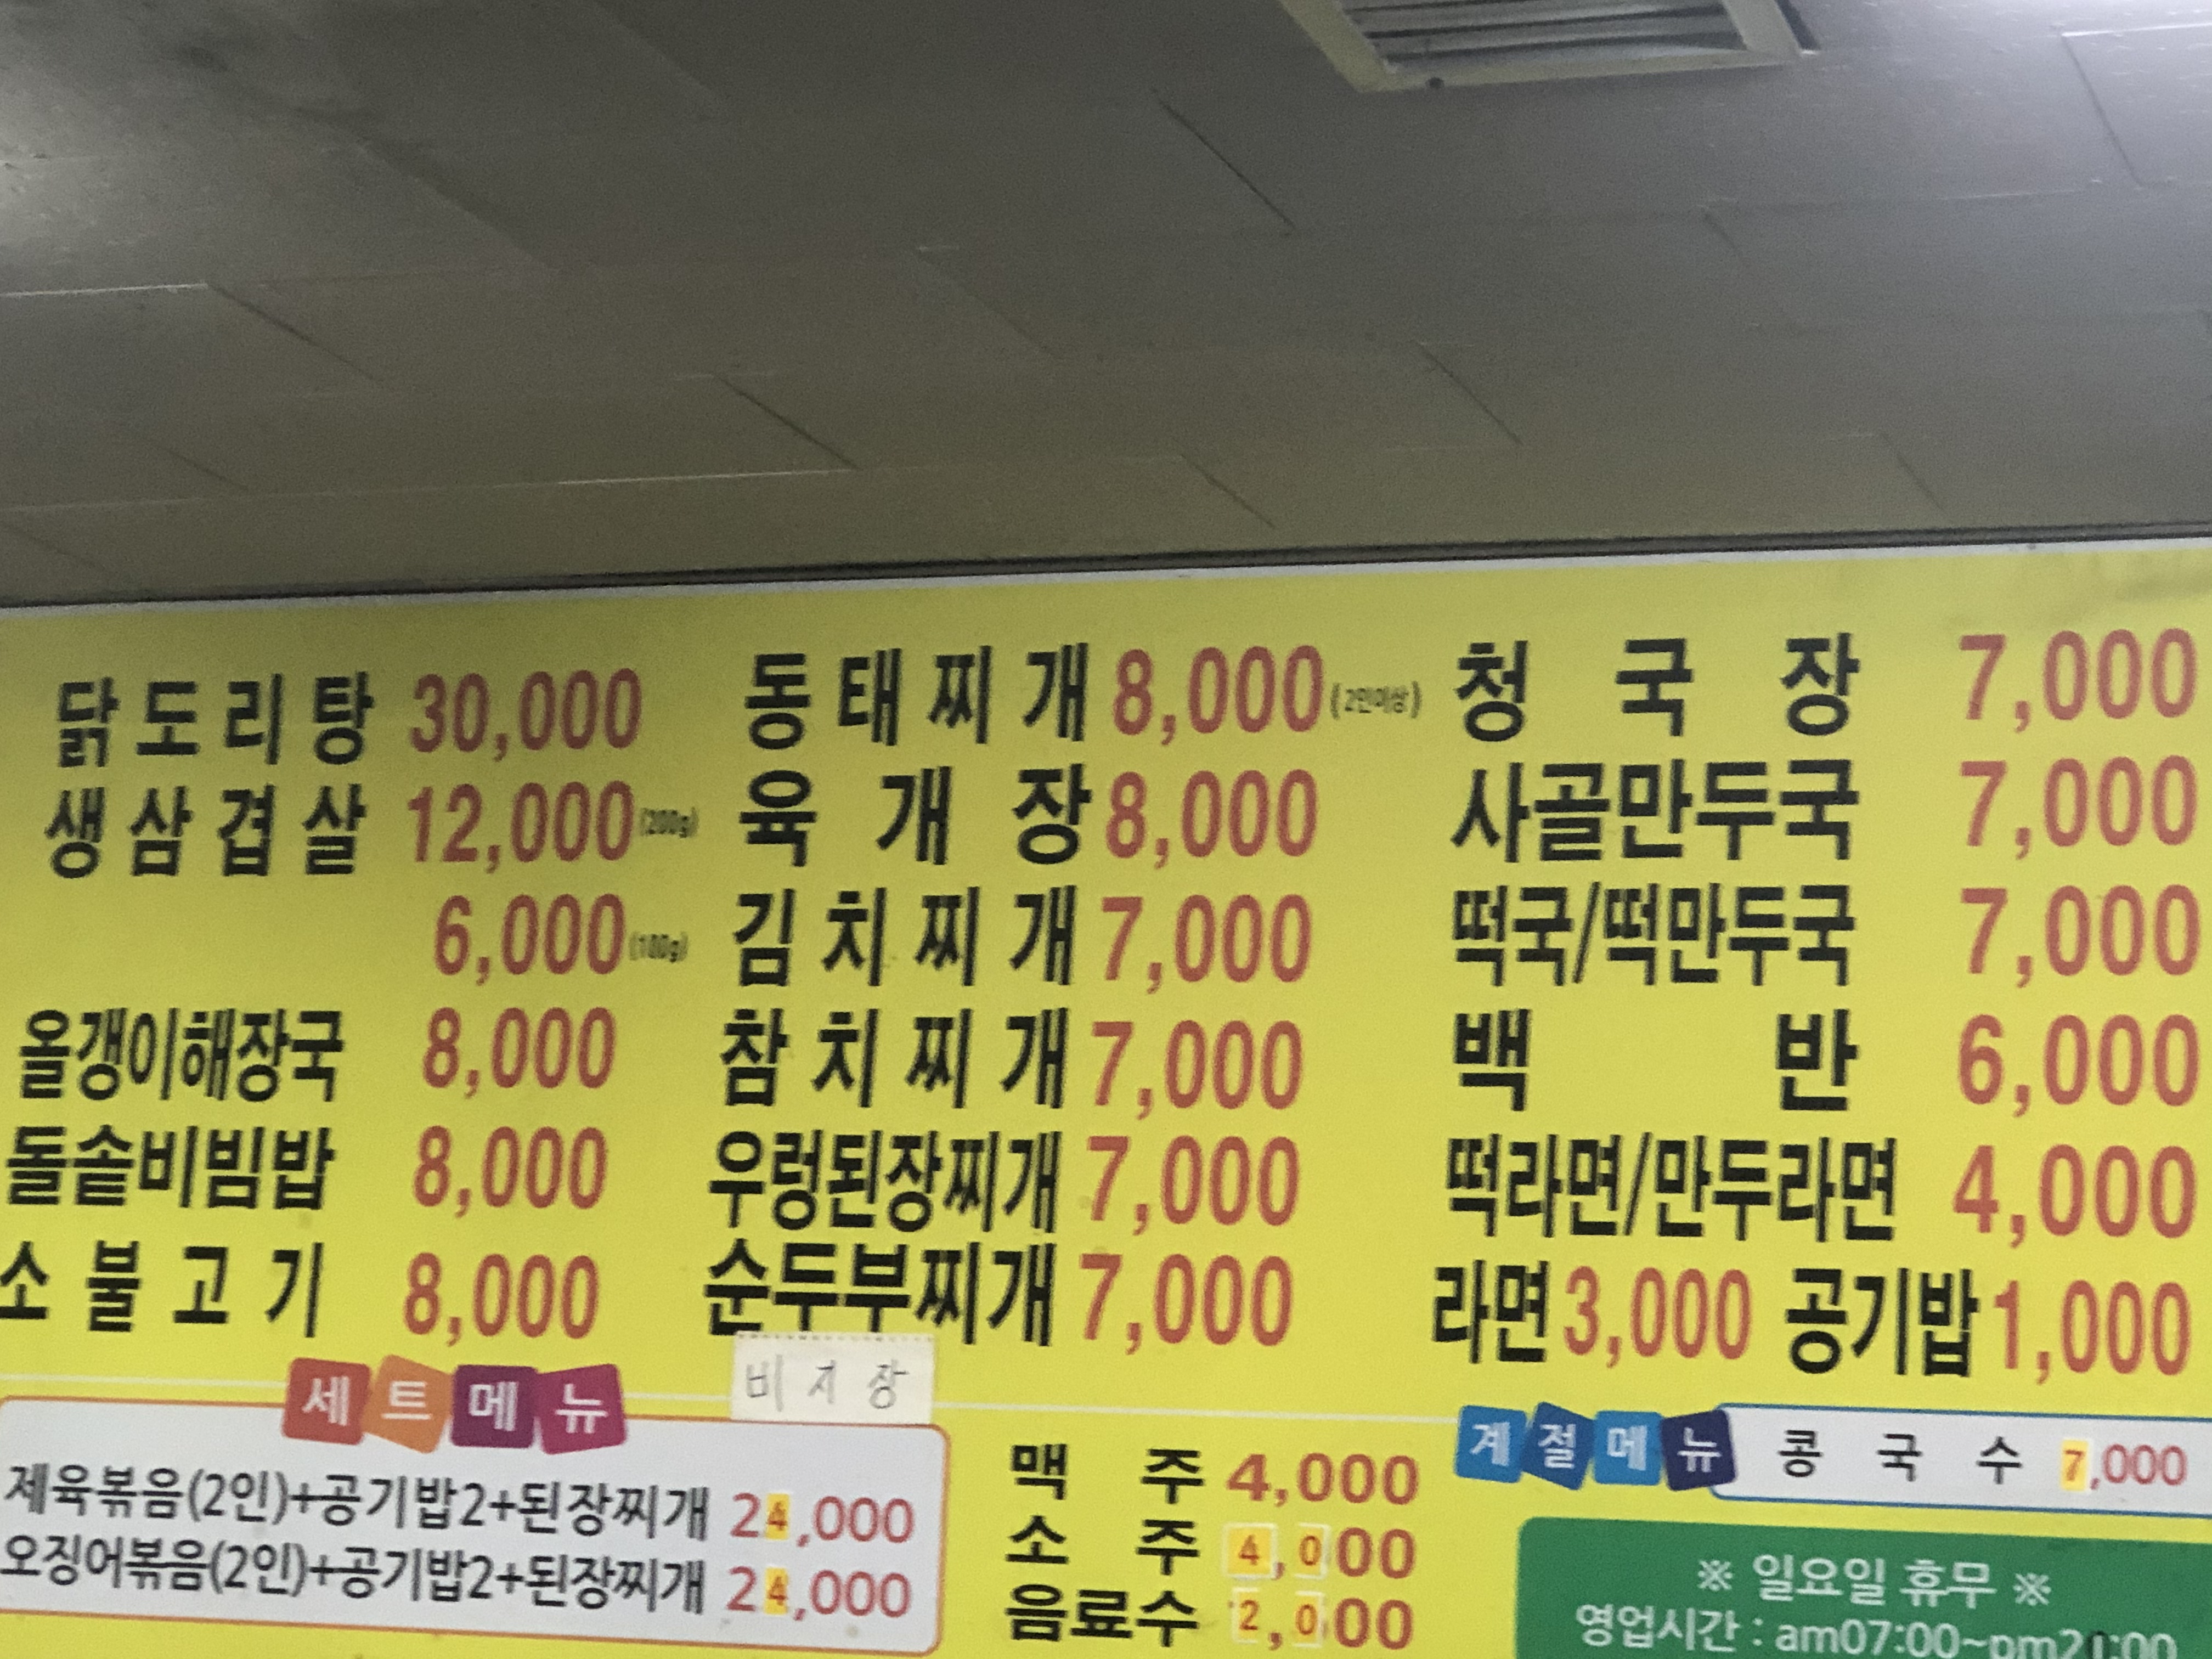 닭도리탕 30,000
생삼겹살 12,000(200g)
6,000(100g)
올갱이해장국 8,000
돌솥비빔밥 8,000
소불고기 8,000
동태찌개 8,000(2인이상)
육개장 8,000
김치찌개 7,000
참치찌개 7,000
우렁된장찌개 7,000
순두부찌개 7,000
비지장
청국장 7,000
사골만두국 7,000
떡국/떡만두국 7,000
백반 6,000
떡라면/만두라면 4,000
라면 3,000 공기밥 1,000
세트메뉴
제육볶음(2인)+공기밥2+된장찌개 24,000
오징어볶음(2인)+공기밥2+된장찌개 24,000
맥주 4,000
소주 4,000
음료수 2,000
계절메뉴 콩국수 7,000
※ 일요일 휴무 ※
영업시간 : am07:00~pm21:00